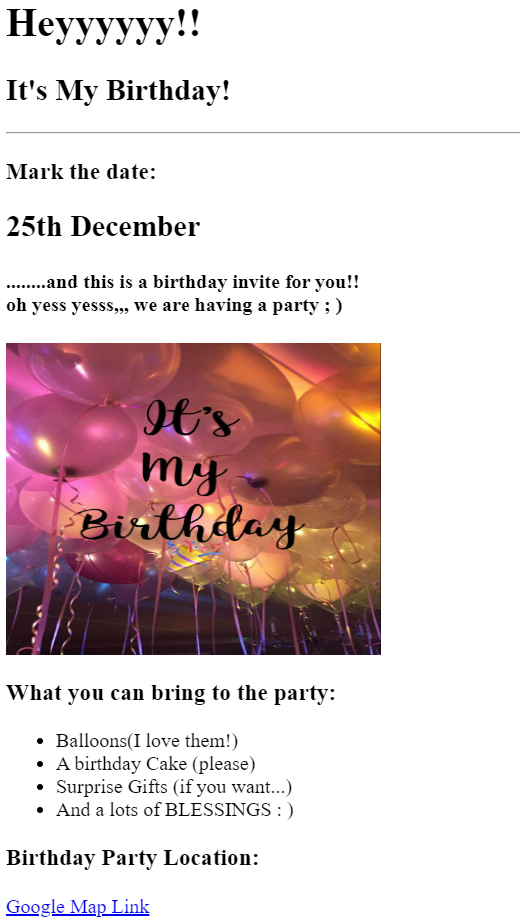 Heyyyyyy!!
It's My Birthday!
Mark the date:
25th December
........and this is a birthday invite for you!!
oh yess yesss,,, we are having a party ; )
It's
My
Birthday
What you can bring to the party:
Balloons(I love them!)
A birthday Cake (please)
Surprise Gifts (if you want...)
And a lots of BLESSINGS : )
Birthday Party Location:
Google Map Link